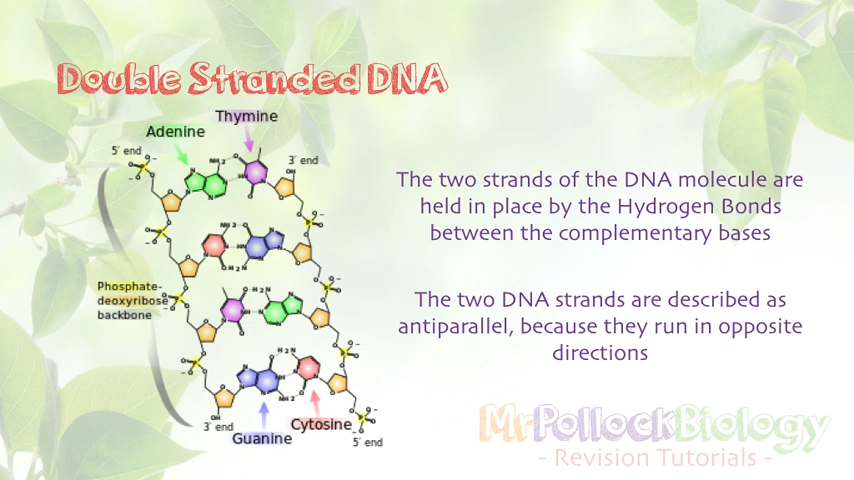 Double Stranded DNA
Thymine
Adenine
5' end
3' end
Phosphate-
deoxyribose
backbone
3' end
Guanine
Cytosine
5' end
The two strands of the DNA molecule are
held in place by the Hydrogen Bonds
between the complementary bases
The two DNA strands are described as
antiparallel, because they run in opposite
directions
MrPollockBiology
- Revision Tutorials -